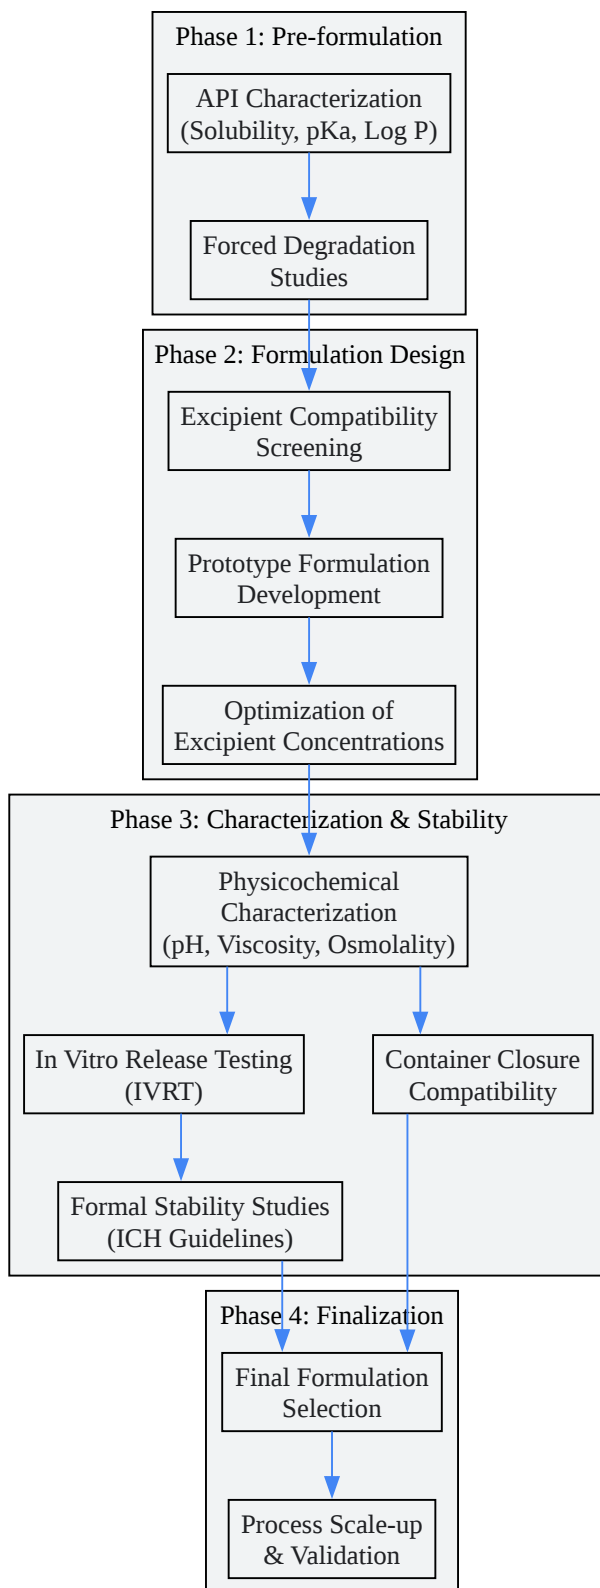 Phase 1: Pre-formulation
API Characterization
(Solubility, pKa, Log P)
Forced Degradation
Studies
Phase 2: Formulation Design
Excipient Compatibility
Screening
Prototype Formulation
Development
Optimization of
Excipient Concentrations
Phase 3: Characterization & Stability
Physicochemical
Characterization
(pH, Viscosity, Osmolality)
In Vitro Release Testing
(IVRT)
Container Closure
Compatibility
Formal Stability Studies
(ICH Guidelines)
Phase 4: Finalization
Final Formulation
Selection
Process Scale-up
& Validation